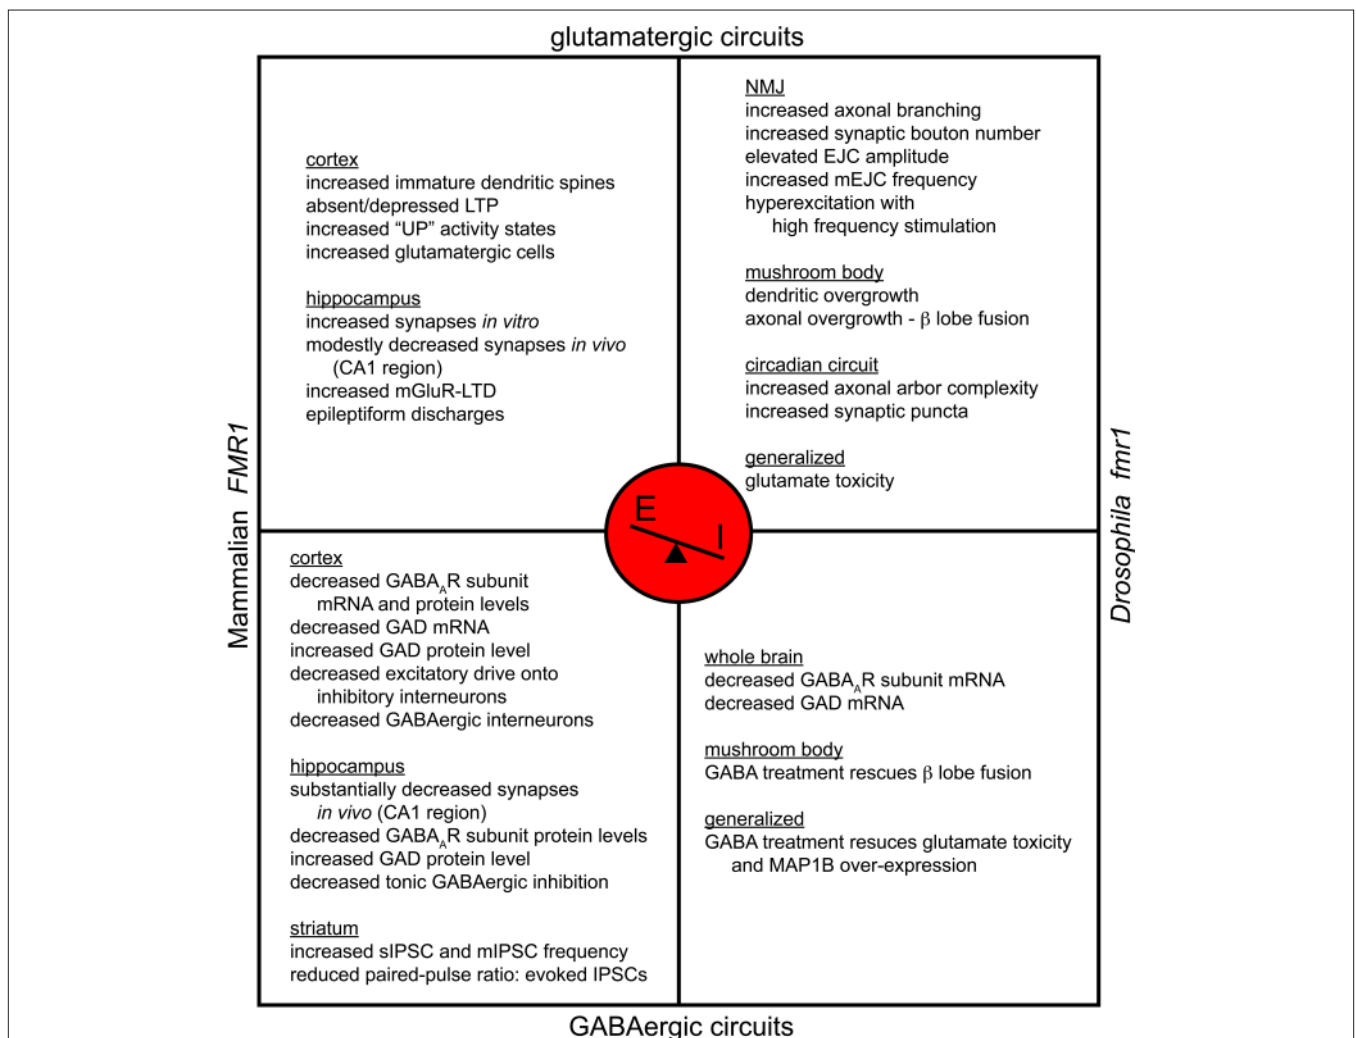 glutamatergic circuits
cortex
increased immature dendritic spines
absent/depressed LTP
increased “UP” activity states
increased glutamatergic cells
hippocampus
increased synapses in vitro
modestly decreased synapses in vivo
(CA1 region)
increased mGluR-LTD
epileptiform discharges
NMJ
increased axonal branching
increased synaptic bouton number
elevated EJC amplitude
increased mEJC frequency
hyperexcitation with
high frequency stimulation
mushroom body
dendritic overgrowth
axonal overgrowth - β lobe fusion
circadian circuit
increased axonal arbor complexity
increased synaptic puncta
generalized
glutamate toxicity
Mammalian FMR1
E
I
Drosophila fmr1
cortex
decreased GABA_AR subunit
mRNA and protein levels
decreased GAD mRNA
increased GAD protein level
decreased excitatory drive onto
inhibitory interneurons
decreased GABAergic interneurons
hippocampus
substantially decreased synapses
in vivo (CA1 region)
decreased GABA_AR subunit protein levels
increased GAD protein level
decreased tonic GABAergic inhibition
striatum
increased sIPSC and mIPSC frequency
reduced paired-pulse ratio: evoked IPSCs
whole brain
decreased GABA_AR subunit mRNA
decreased GAD mRNA
mushroom body
GABA treatment rescues β lobe fusion
generalized
GABA treatment resuces glutamate toxicity
and MAP1B over-expression
GABAergic circuits